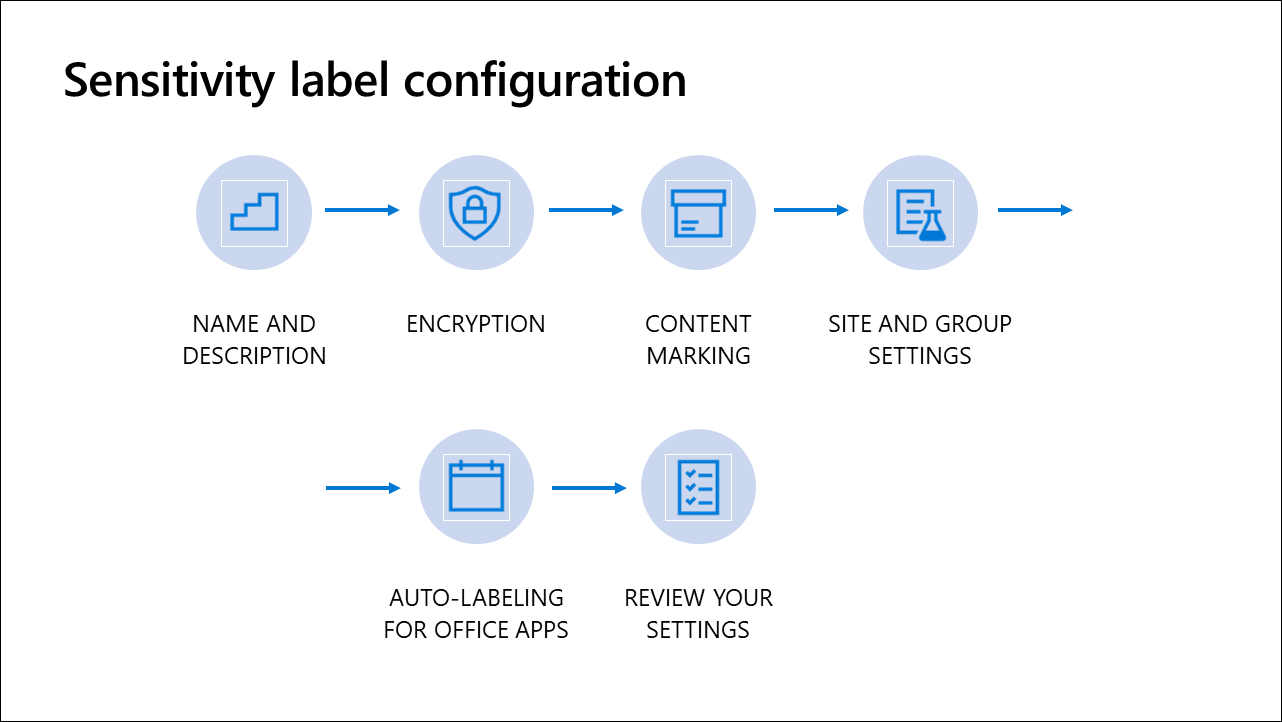 Sensitivity label configuration
NAME AND
DESCRIPTION
ENCRYPTION
CONTENT
MARKING
SITE AND GROUP
SETTINGS
AUTO-LABELING
FOR OFFICE APPS
REVIEW YOUR
SETTINGS